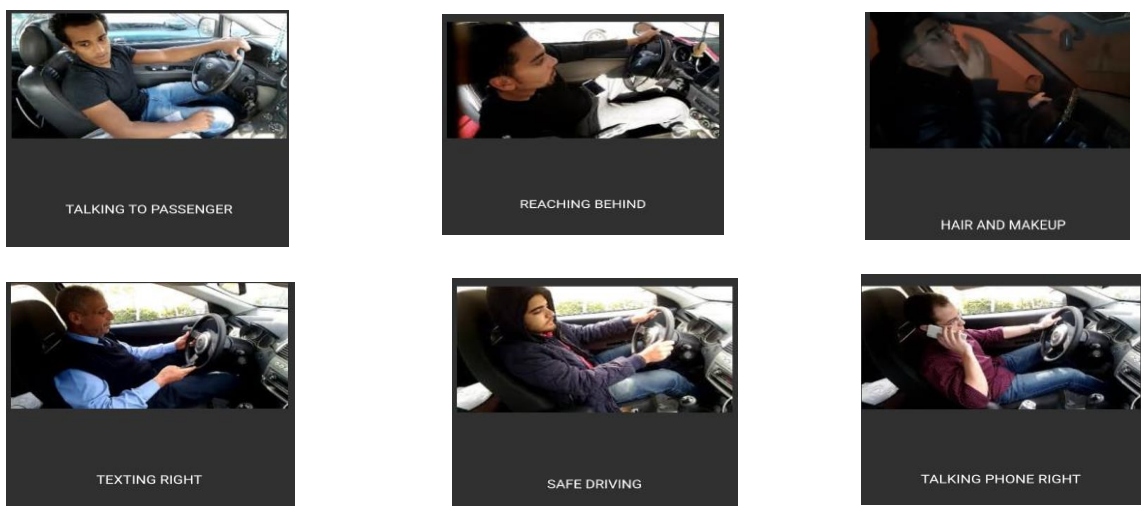 TALKING TO PASSENGER
REACHING BEHIND
HAIR AND MAKEUP
TEXTING RIGHT
SAFE DRIVING
TALKING PHONE RIGHT